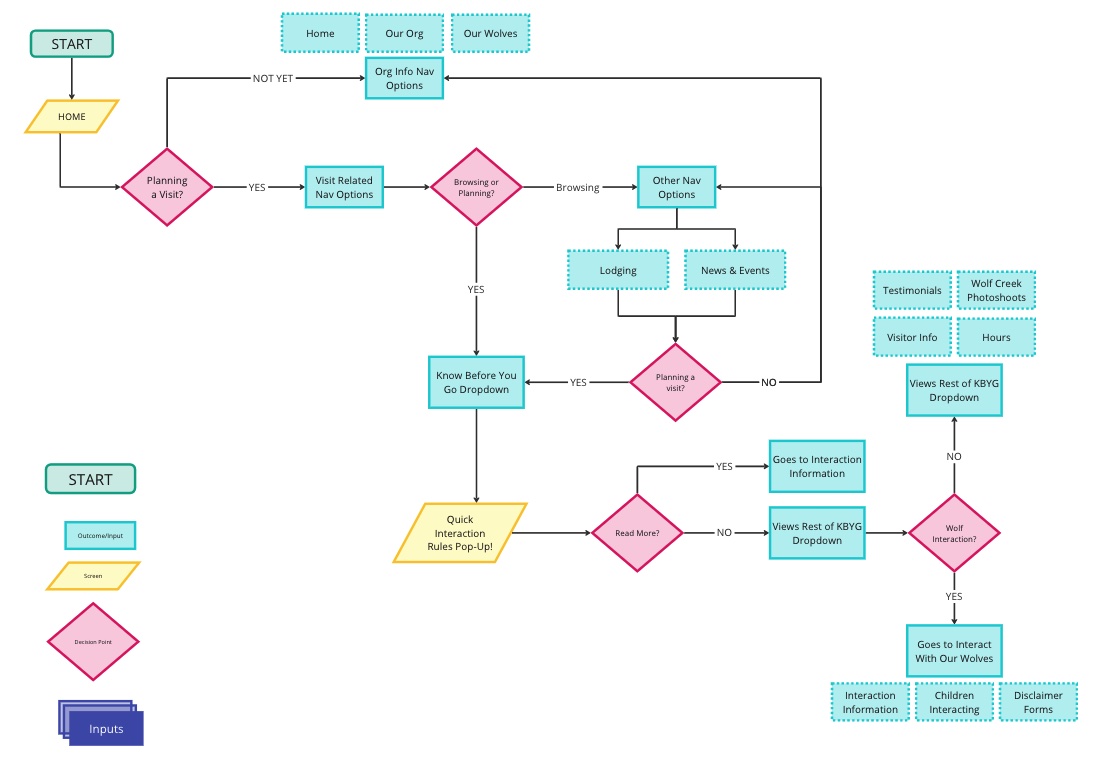 START
Home
Our Org
Our Wolves
Org Info Nav
Options
NOT YET
HOME
Planning
a Visit?
YES
Visit Related
Nav Options
Browsing or
Planning?
Browsing
Other Nav
Options
Lodging
News & Events
YES
Know Before You
Go Dropdown
YES
Planning a
visit?
NO
Testimonials
Wolf Creek
Photoshoots
Visitor Info
Hours
Views Rest of KBYG
Dropdown
NO
Quick
Interaction
Rules Pop-Up!
Read More?
YES
Goes to Interaction
Information
NO
Views Rest of KBYG
Dropdown
Wolf
Interaction?
YES
Goes to Interact
With Our Wolves
Interaction
Information
Children
Interacting
Disclaimer
Forms
START
Outcome/Input
Screen
Decision Point
Inputs